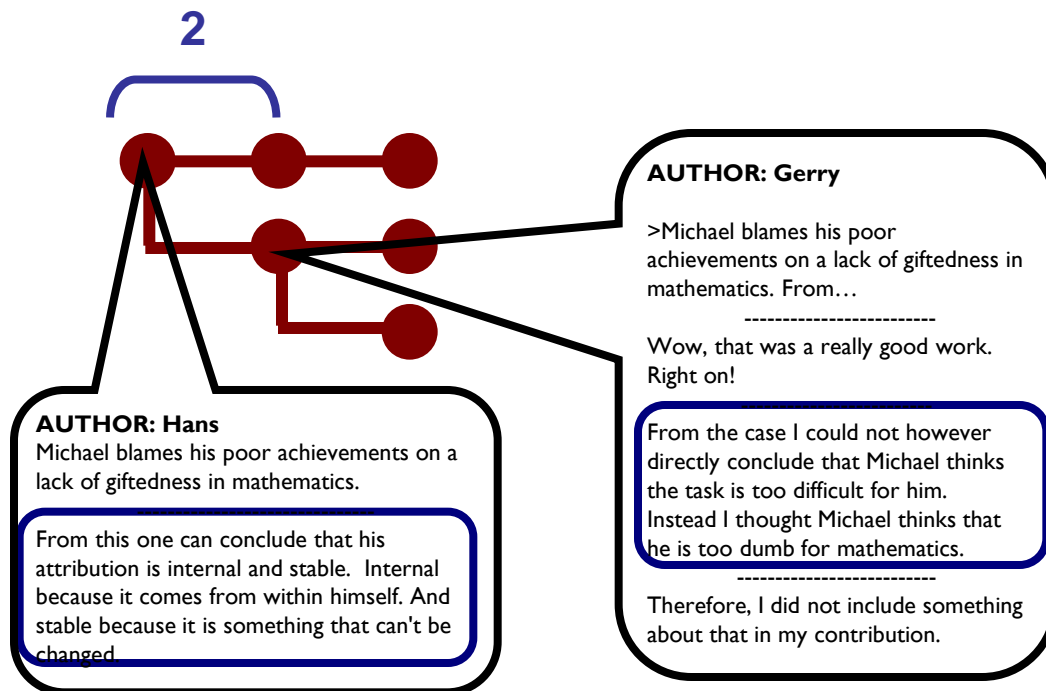 2
AUTHOR: Gerry
>Michael blames his poor
achievements on a lack of giftedness in
mathematics. From…
-------------------------
Wow, that was a really good work.
Right on!
-------------------------
From the case I could not however
directly conclude that Michael thinks
the task is too difficult for him.
Instead I thought Michael thinks that
he is too dumb for mathematics.
--------------------------
Therefore, I did not include something
about that in my contribution.
AUTHOR: Hans
Michael blames his poor achievements on a
lack of giftedness in mathematics.
-------------------------------
From this one can conclude that his
attribution is internal and stable.  Internal
because it comes from within himself. And
stable because it is something that can't be
changed.